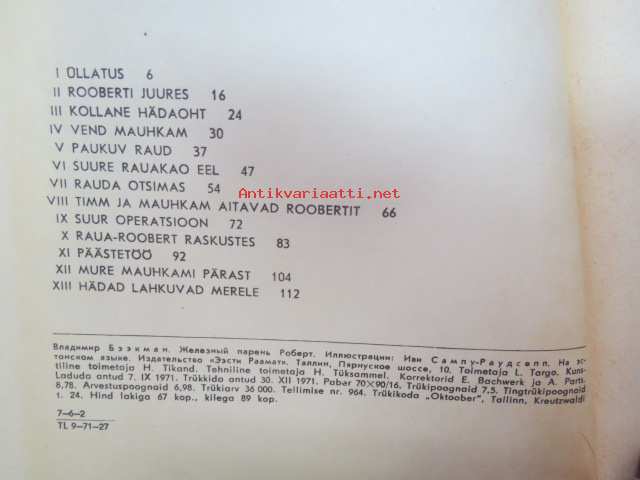 I ÜLLATUS 6
II ROOBERTI JUURES 16
III KOLLANE HÄDAOHT 24
IV VEND MAUHKAM 30
V PAUKUV RAUD 37
VI SUURE RAUAKAO EEL 47
VII RAUDA OTSIMAS 54
Antikvariaatti.net
VIII TIMM JA MAUHKAM AITAVAD ROOBERTIT 66
IX SUUR OPERATSIOON 72
X RAUA-ROOBERT RASKUSTES 83
XI PÄÄSTETÖÖ 92
XII MURE MAUHKAMI PÄRAST 104
XIII HÄDAD LAHKUVAD MERELE 112
Владимир Бээкман. Железный парень Роберт. Иллюстрации: Иви Сампу-Раудсепп. На эс-
тонском языке. Издательство «Ээсти Раамат». Таллин, Пярнуское шоссе, 10, Toimetaja L. Targo. Kuns-
tiline toimetaja H. Tikand. Tehniline toimetaja H. Tüksammel. Korrektorid E. Bachwerk ja A. Parts.
Laduda antud 7. IX 1971. Trükkida antud 30. XII 1971. Paber 70×90/16. Trükipoognaid 7,5. Tingtrükipoognaid
8,78. Arvestuspoognaid 6,98. Trükiarv 36 000. Tellimise nr. 964. Trükikoda „Oktoober", Tallinn, Kreutzwaldi
t. 24. Hind lakiga 67 kop., kilega 89 kop.
7-6-2
TL 9-71-27